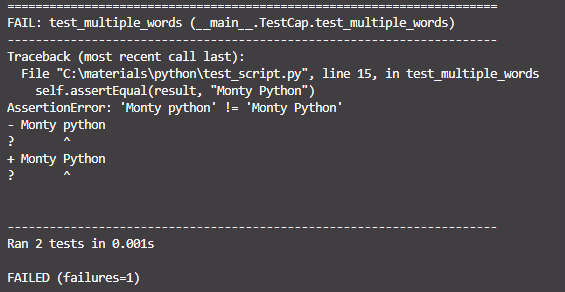 ======================================================================
FAIL: test_multiple_words (__main__.TestCap.test_multiple_words)
----------------------------------------------------------------------
Traceback (most recent call last):
  File "C:\materials\python\test_script.py", line 15, in test_multiple_words
    self.assertEqual(result, "Monty Python")
AssertionError: 'Monty python' != 'Monty Python'
- Monty python
?       ^
+ Monty Python
?       ^
----------------------------------------------------------------------
Ran 2 tests in 0.001s
FAILED (failures=1)